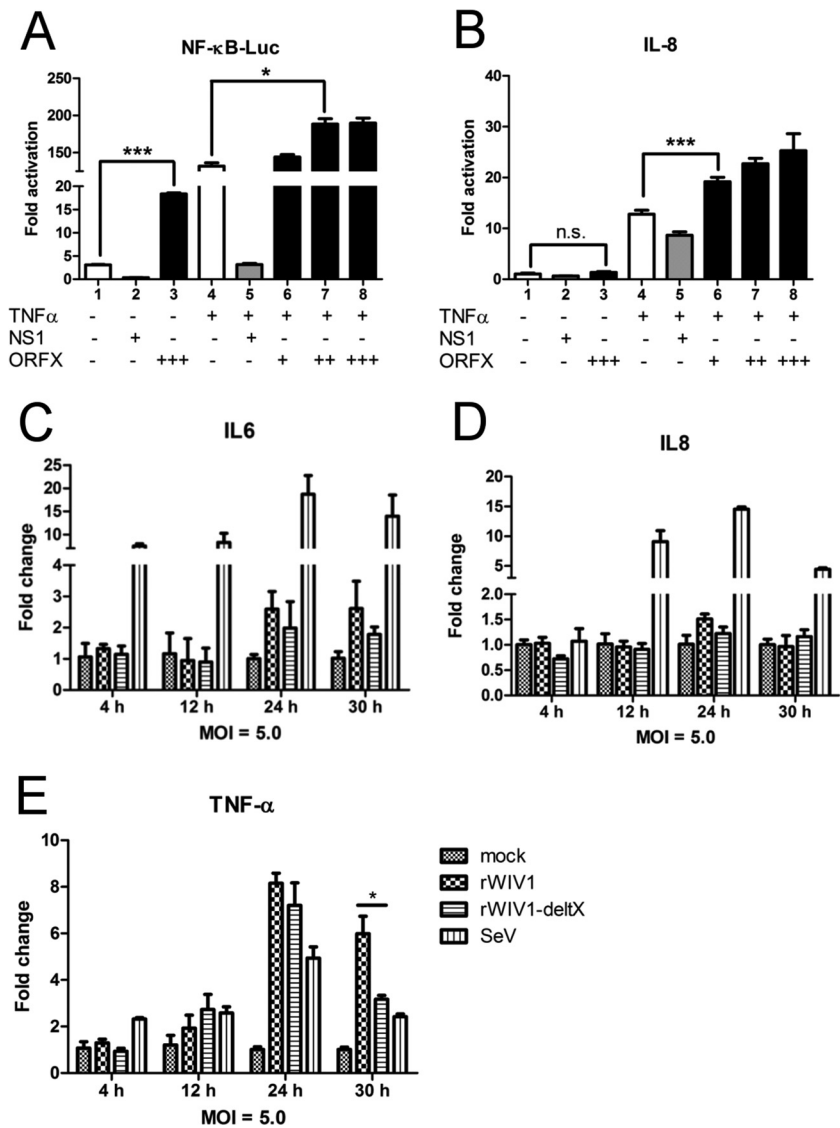 A
NF-κB-Luc
*
***
250
200
150
100
20
15
10
5
0
Fold activation
1 2 3 4 5 6 7 8
TNFα - - - + + + + +
NS1 - + - - + - - -
ORFX - - +++ - - + ++ +++
B
IL-8
***
n.s.
40
30
20
10
0
Fold activation
1 2 3 4 5 6 7 8
TNFα - - - + + + + +
NS1 - + - - + - - -
ORFX - - +++ - - + ++ +++
C
IL6
25
20
15
10
4
3
2
1
0
Fold change
4 h 12 h 24 h 30 h
MOI = 5.0
D
IL8
20
15
10
5
2.0
1.5
1.0
0.5
0.0
Fold change
4 h 12 h 24 h 30 h
MOI = 5.0
E
TNF-α
*
10
8
6
4
2
0
Fold change
4 h 12 h 24 h 30 h
MOI = 5.0
mock
rWIV1
rWIV1-deltX
SeV